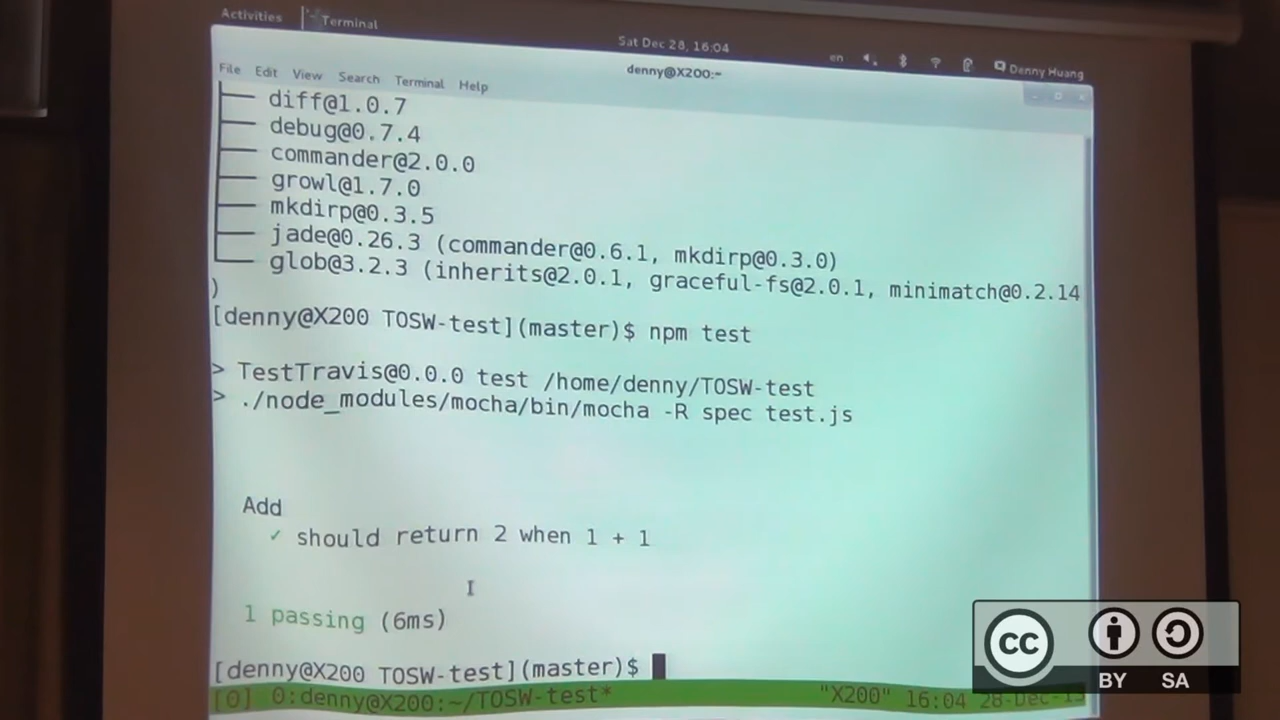 Activities Terminal
Sat Dec 28, 16:04
en Denny Huang
denny@X200:~
File Edit View Search Terminal Help
diff@1.0.7
debug@0.7.4
commander@2.0.0
growl@1.7.0
mkdirp@0.3.5
jade@0.26.3 (commander@0.6.1, mkdirp@0.3.0)
glob@3.2.3 (inherits@2.0.1, graceful-fs@2.0.1, minimatch@0.2.14
)
[denny@X200 TOSW-test](master)$ npm test
> TestTravis@0.0.0 test /home/denny/TOSW-test
> ./node_modules/mocha/bin/mocha -R spec test.js
Add
✓ should return 2 when 1 + 1
1 passing (6ms)
[denny@X200 TOSW-test](master)$
[0] 0:denny@X200:~/TOSW-test* "X200" 16:04 28-Dec-13
cc
BY SA